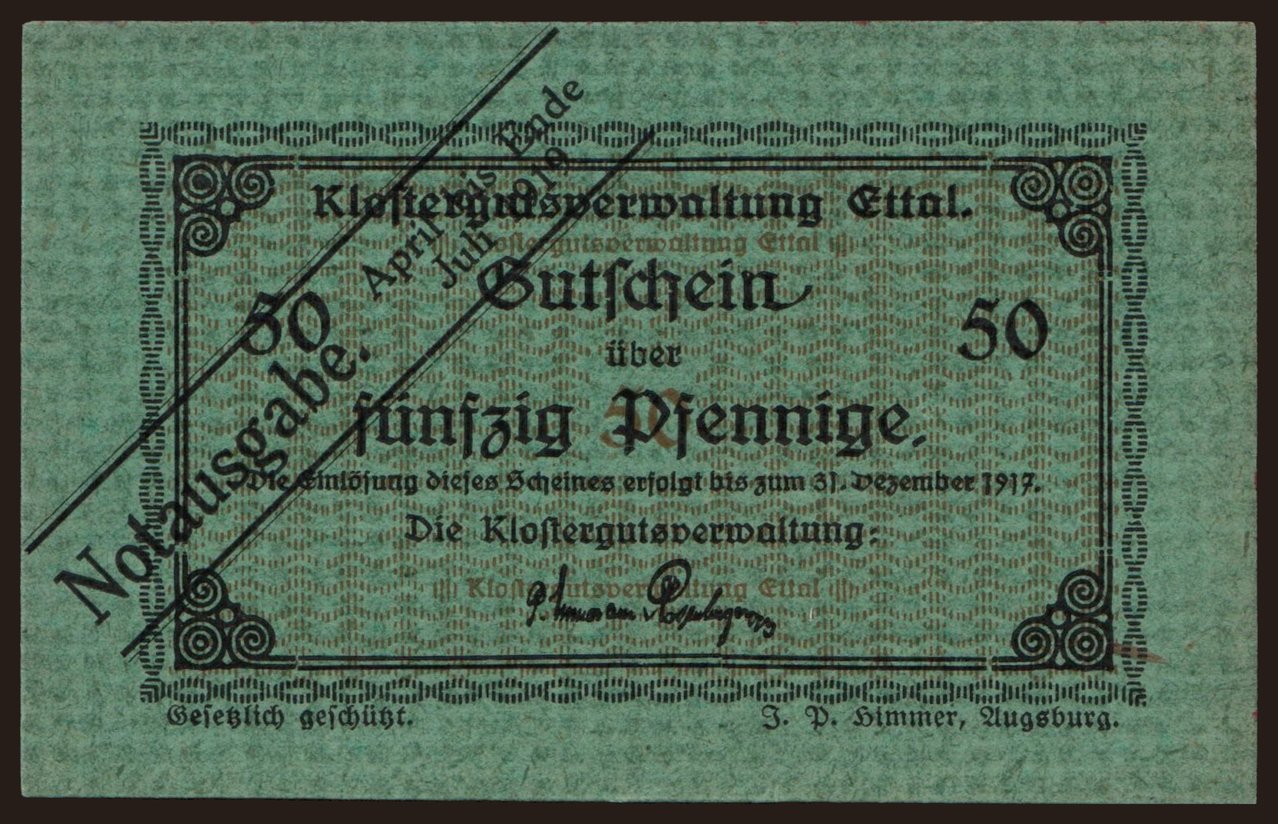 Klostergutsverwaltung Ettal.
Klostergutsverwaltung Ettal
Gutschein
über
50
50
fünfzig Pfennige.
50
Die Einlösung dieses Scheines erfolgt bis zum 31. Dezember 1917.
Die Klostergutsverwaltung:
Klostergutsverwaltung Ettal
Gesetzlich geschützt.
J. P. Himmer, Augsburg.
Notausgabe.
April bis Ende
Juli 1919